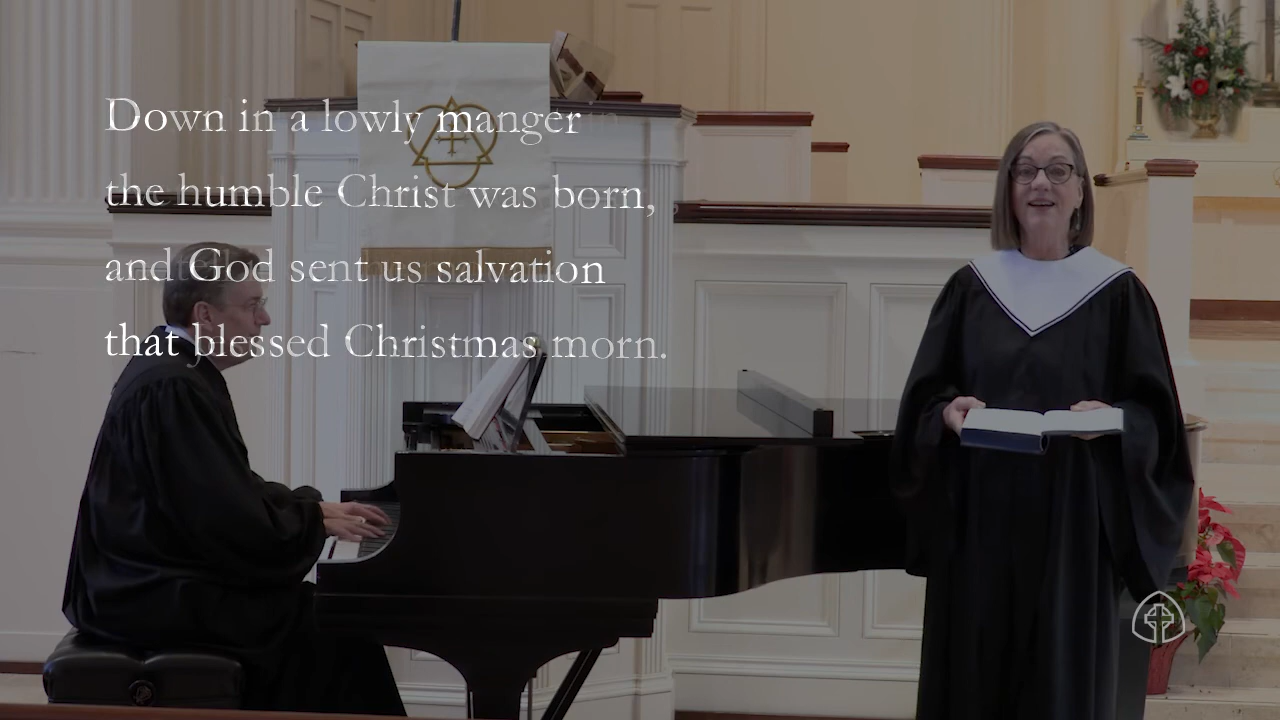 Down in a lowly manger
the humble Christ was born,
and God sent us salvation
that blessed Christmas morn.